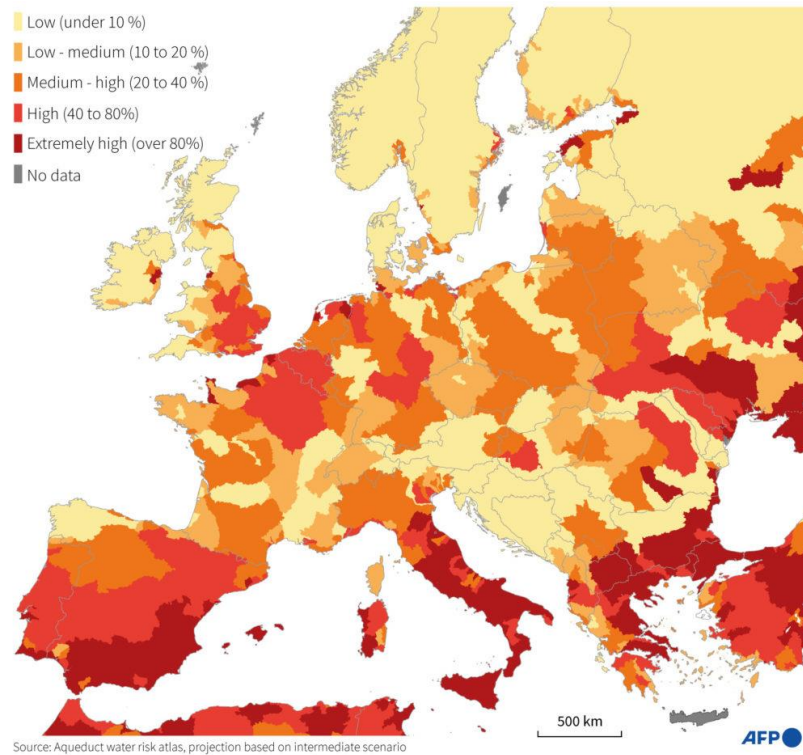 Low (under 10 %)
Low - medium (10 to 20 %)
Medium - high (20 to 40 %)
High (40 to 80%)
Extremely high (over 80%)
No data
500 km
Source: Aqueduct water risk atlas, projection based on intermediate scenario
AFP